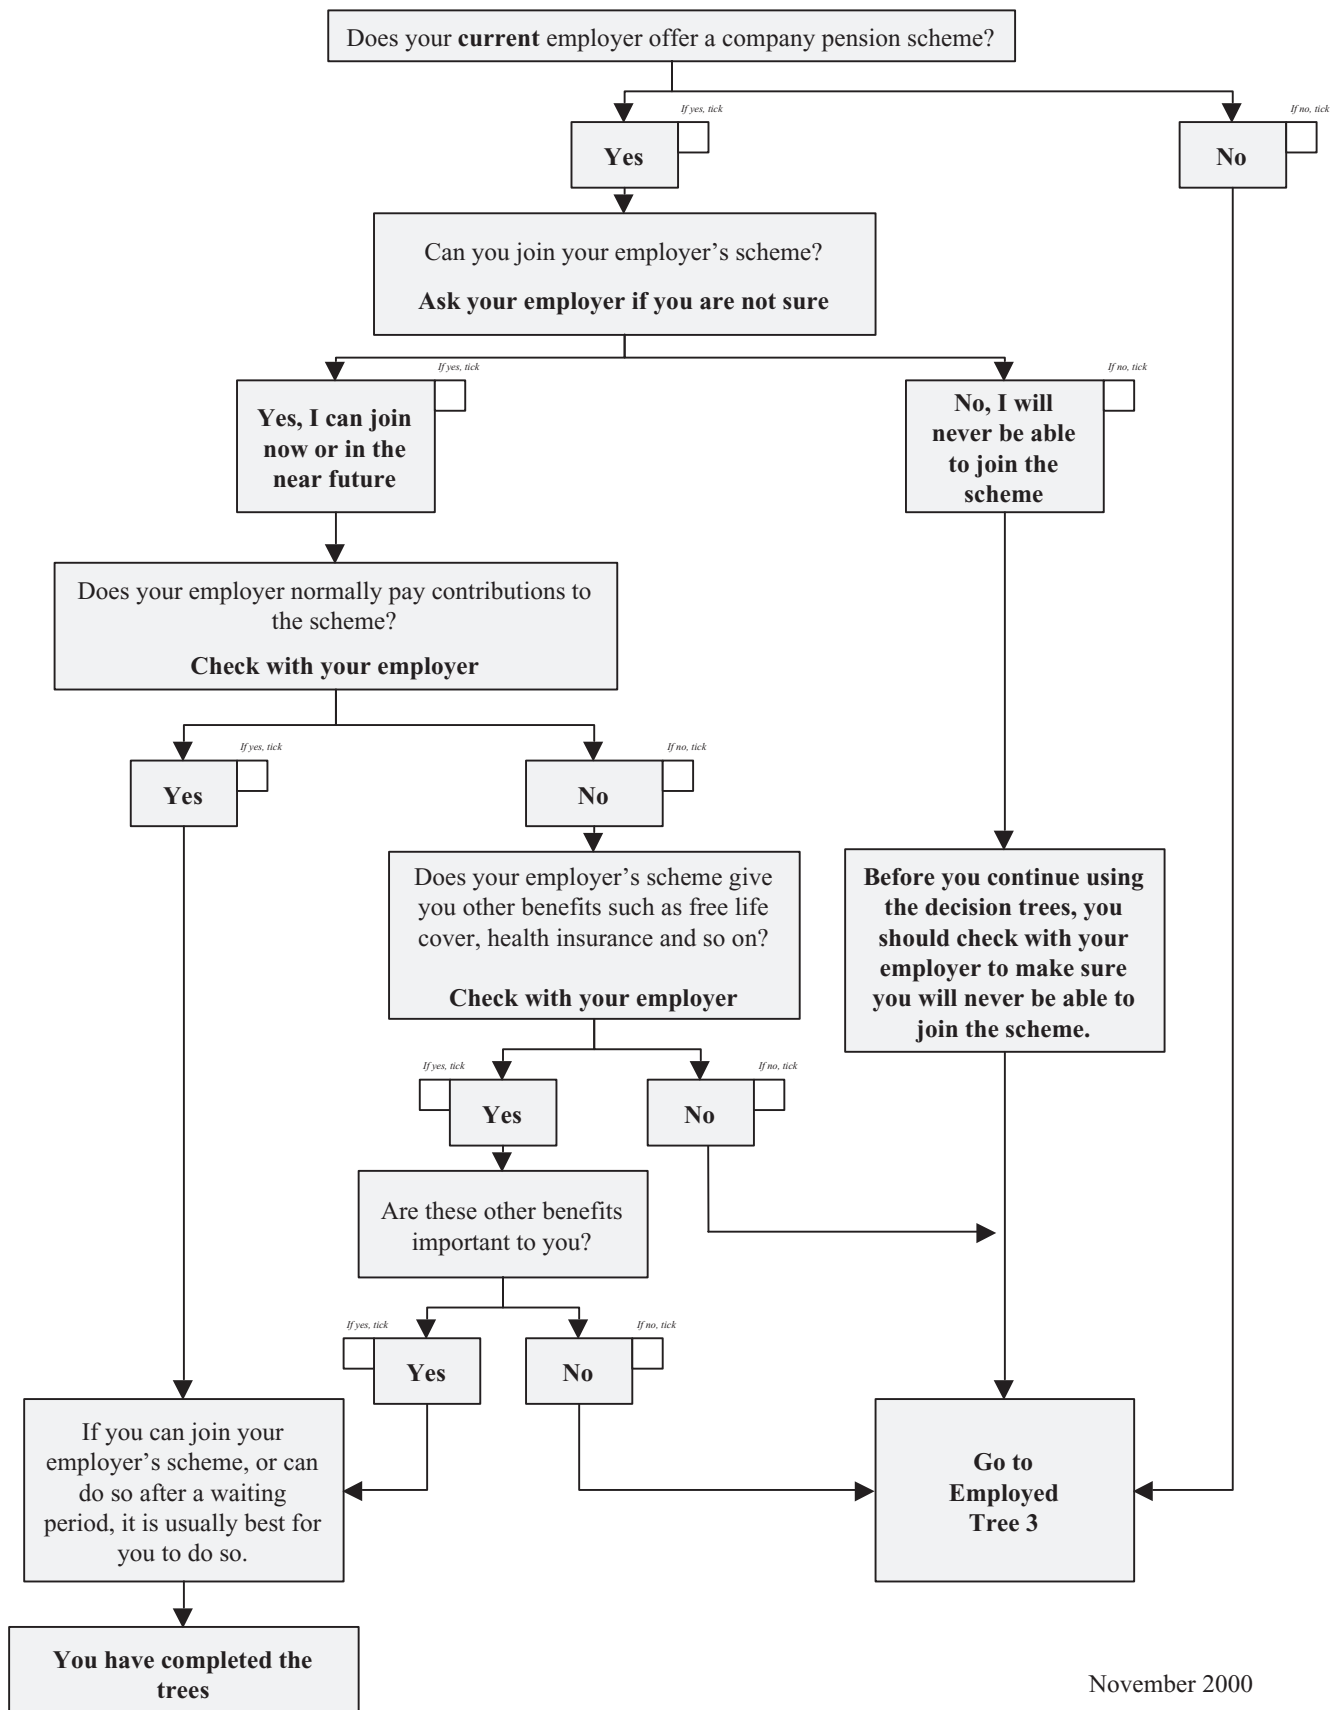 Does your current employer offer a company pension scheme?
If yes, tick
If no, tick
Yes
No
Can you join your employer’s scheme?
Ask your employer if you are not sure
If yes, tick
If no, tick
Yes, I can join
now or in the
near future
No, I will
never be able
to join the
scheme
Does your employer normally pay contributions to
the scheme?
Check with your employer
If yes, tick
If no, tick
Yes
No
Does your employer’s scheme give
you other benefits such as free life
cover, health insurance and so on?
Check with your employer
Before you continue using
the decision trees, you
should check with your
employer to make sure
you will never be able to
join the scheme.
If yes, tick
If no, tick
Yes
No
Are these other benefits
important to you?
If yes, tick
If no, tick
Yes
No
If you can join your
employer’s scheme, or can
do so after a waiting
period, it is usually best for
you to do so.
Go to
Employed
Tree 3
You have completed the
trees
November 2000